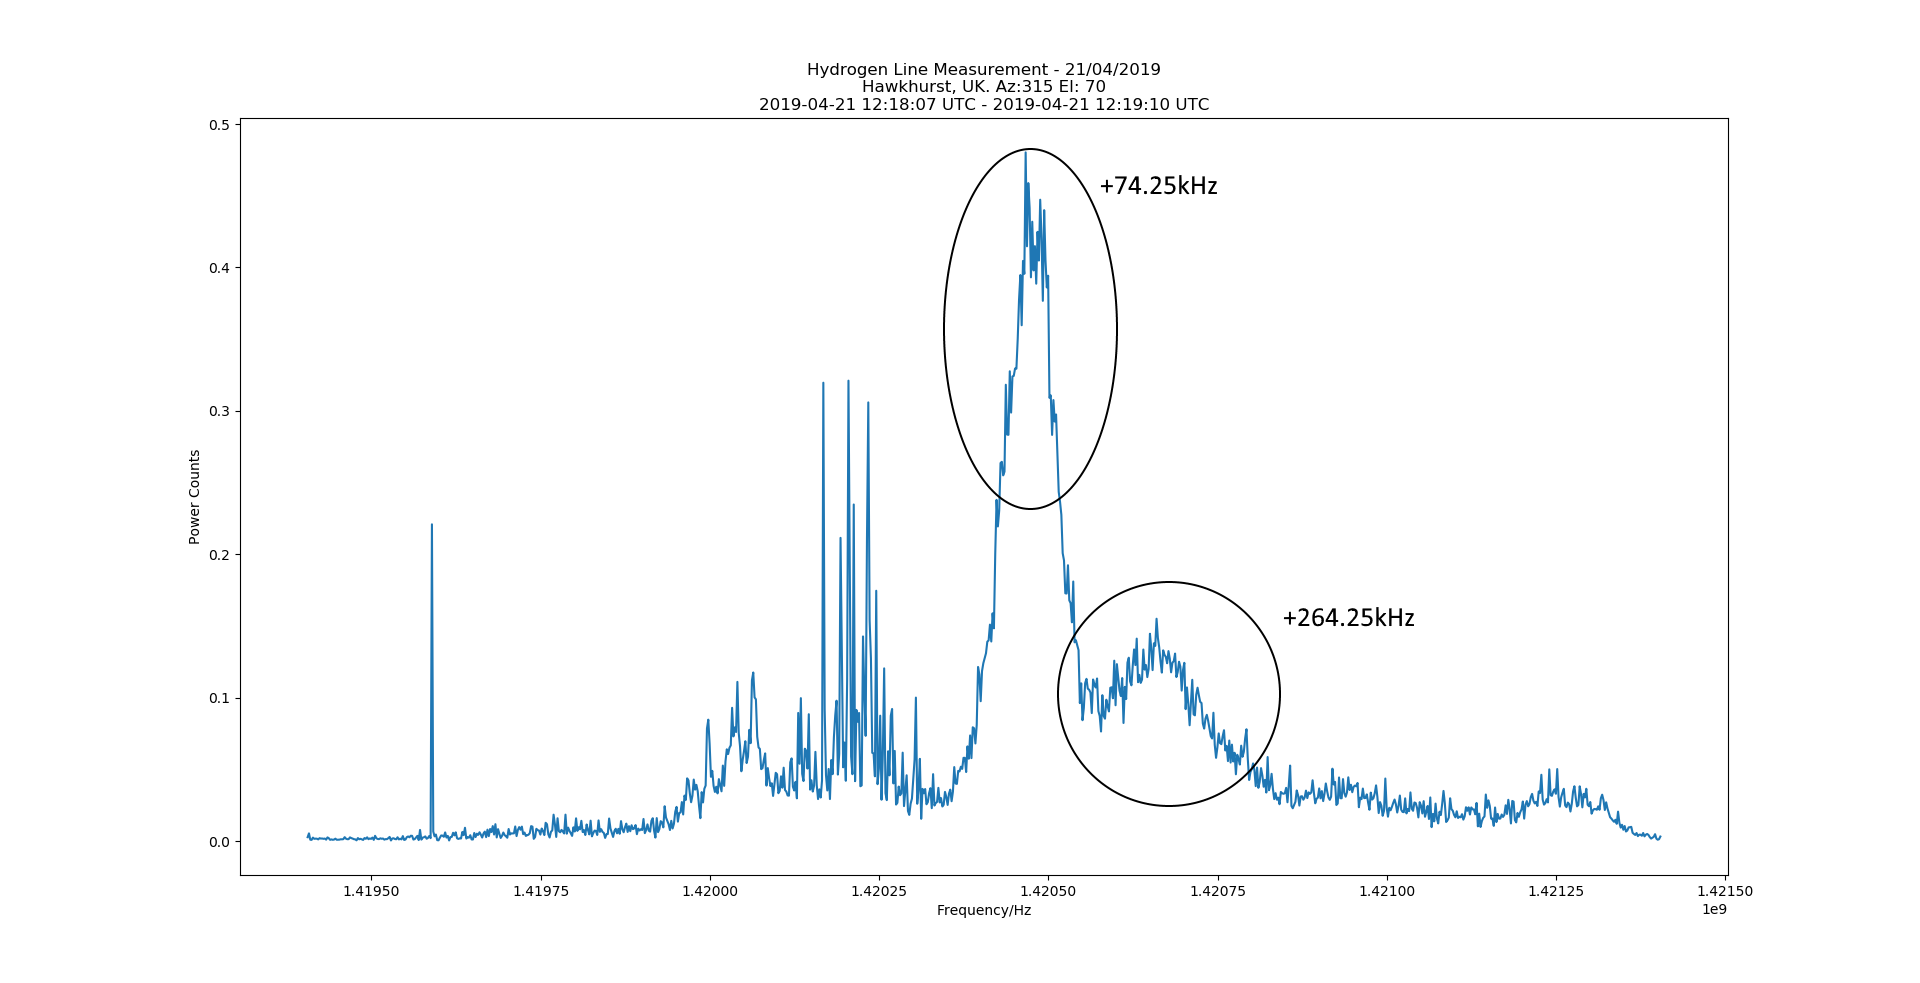 Hydrogen Line Measurement - 21/04/2019
Hawkhurst, UK. Az:315 El: 70
2019-04-21 12:18:07 UTC - 2019-04-21 12:19:10 UTC
+74.25kHz
+264.25kHz
Power Counts
0.5
0.4
0.3
0.2
0.1
0.0
1.41950 1.41975 1.42000 1.42025 1.42050 1.42075 1.42100 1.42125 1.42150
Frequency/Hz
1e9